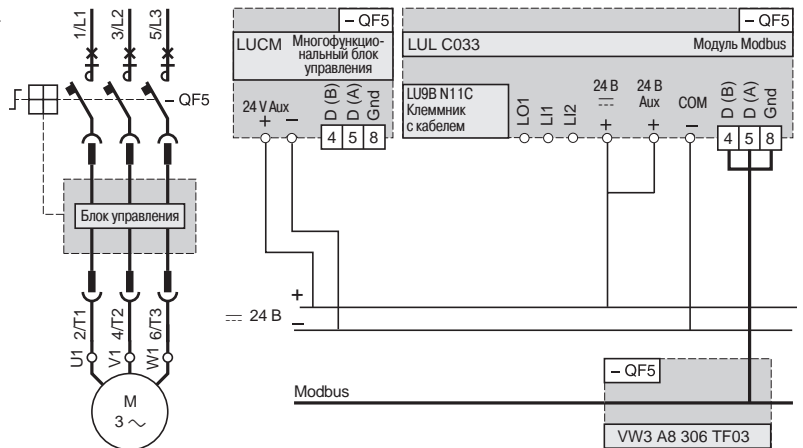 1/L1
3/L2
5/L3
– QF5
Блок управления
2/T1
4/T2
6/T3
U1
V1
W1
M
3 ~
– QF5
LUCM
Многофункцио-
нальный блок
управления
24 V Aux
+ –
D (B)
D (A)
Gnd
4 5 8
– QF5
LUL C033
Модуль Modbus
LU9B N11C
Клеммник
с кабелем
LO1
LI1
LI2
24 В
+
24 В
Aux
+
COM
–
D (B)
D (A)
Gnd
4 5 8
+
24 В
–
Modbus
– QF5
VW3 A8 306 TF03